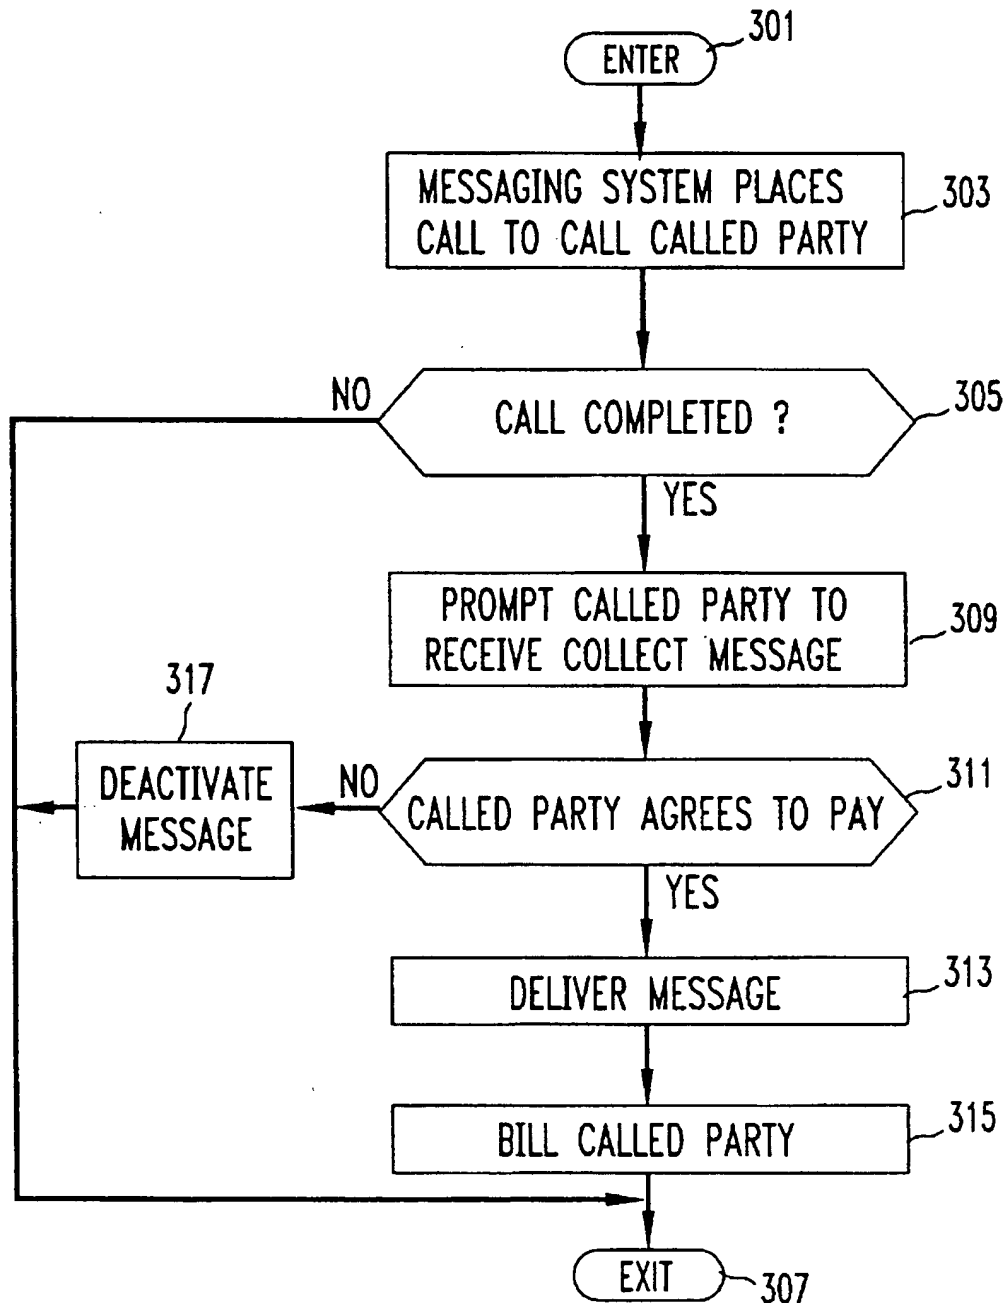 301
ENTER
MESSAGING SYSTEM PLACES
CALL TO CALL CALLED PARTY
303
NO
CALL COMPLETED ?
305
YES
PROMPT CALLED PARTY TO
RECEIVE COLLECT MESSAGE
309
317
DEACTIVATE
MESSAGE
NO
CALLED PARTY AGREES TO PAY
311
YES
DELIVER MESSAGE
313
BILL CALLED PARTY
315
EXIT
307